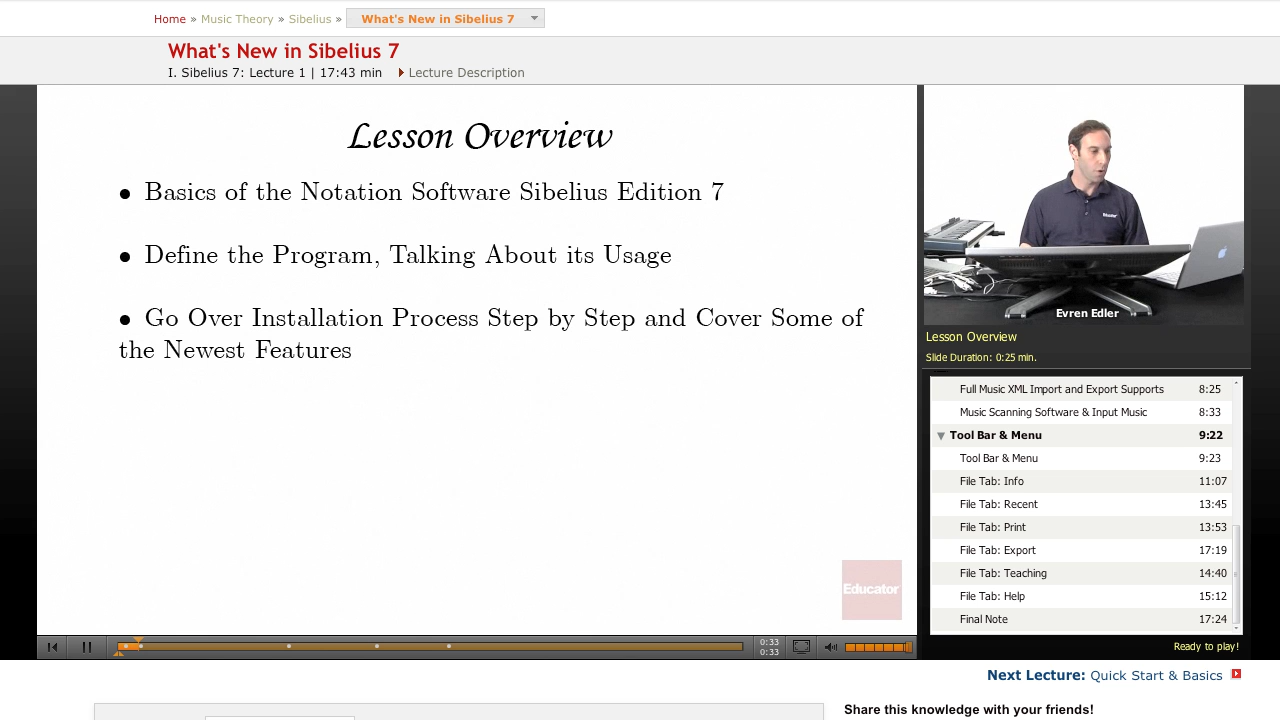 Home » Music Theory » Sibelius » What's New in Sibelius 7
What's New in Sibelius 7
I. Sibelius 7: Lecture 1 | 17:43 min Lecture Description
Lesson Overview
● Basics of the Notation Software Sibelius Edition 7
● Define the Program, Talking About its Usage
● Go Over Installation Process Step by Step and Cover Some of
the Newest Features
Educator
0:33
0:33
Educator
Evren Edler
Lesson Overview
Slide Duration: 0:25 min.
Full Music XML Import and Export Supports 8:25
Music Scanning Software & Input Music 8:33
Tool Bar & Menu 9:22
Tool Bar & Menu 9:23
File Tab: Info 11:07
File Tab: Recent 13:45
File Tab: Print 13:53
File Tab: Export 17:19
File Tab: Teaching 14:40
File Tab: Help 15:12
Final Note 17:24
Ready to play!
Next Lecture: Quick Start & Basics
Share this knowledge with your friends!